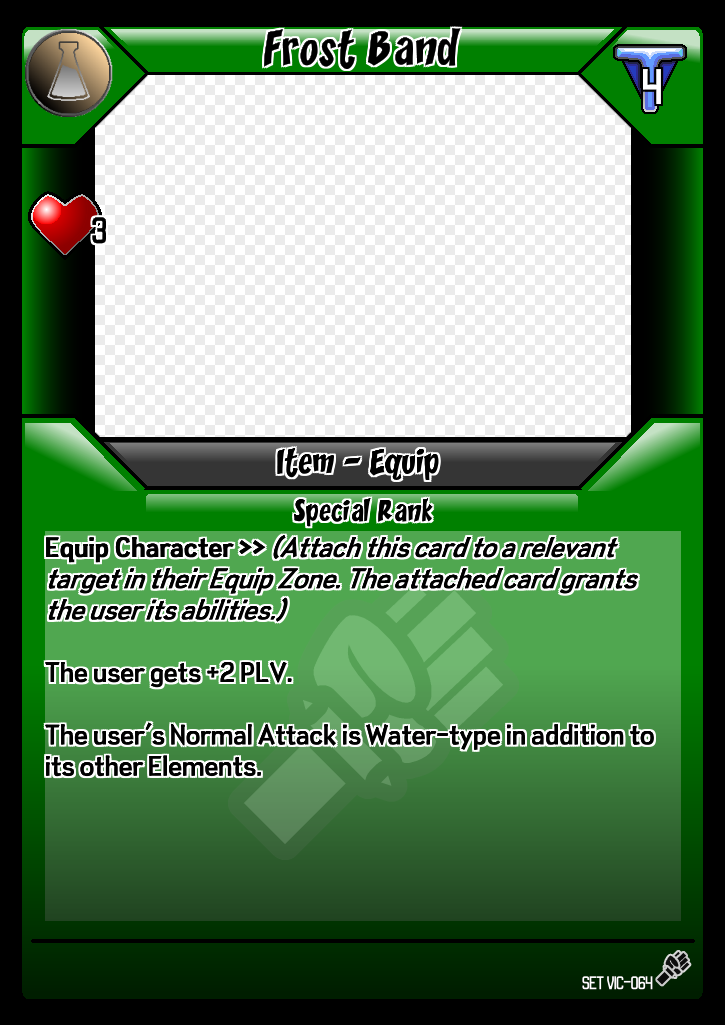 Frost Band
4
3
Item - Equip
Special Rank
Equip Character >> (Attach this card to a relevant
target in their Equip Zone. The attached card grants
the user its abilities.)
The user gets +2 PLV.
The user's Normal Attack is Water-type in addition to
its other Elements.
SET VIC-064